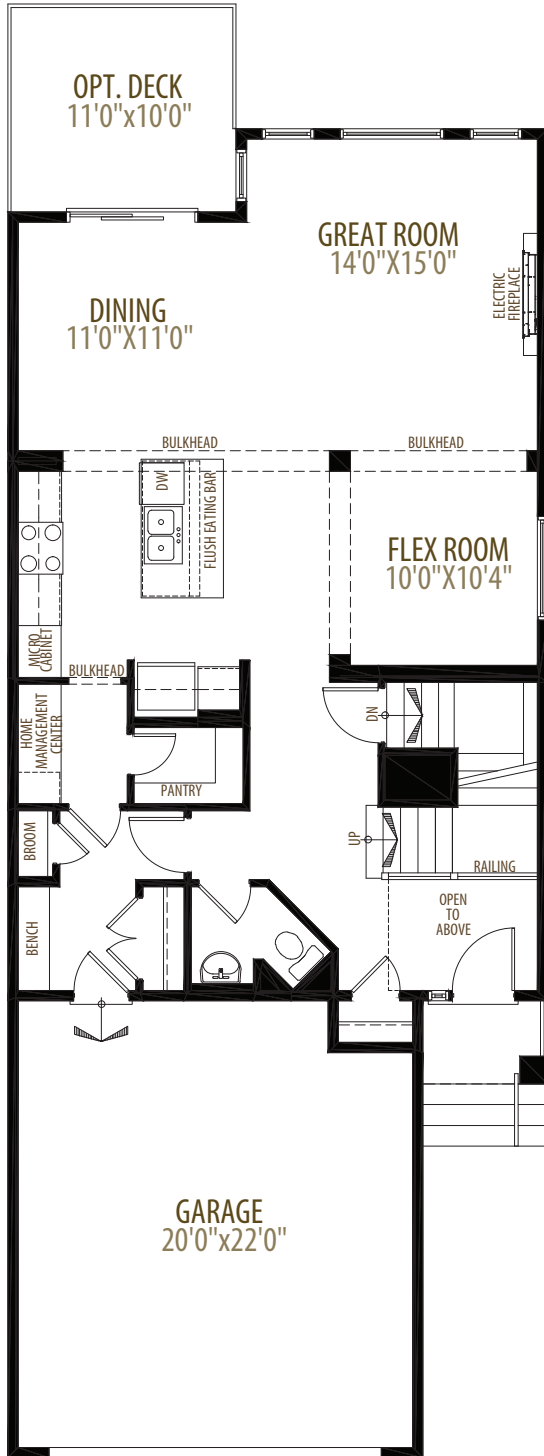 OPT. DECK
11'0"x10'0"
GREAT ROOM
14'0"X15'0"
ELECTRIC
FIREPLACE
DINING
11'0"X11'0"
BULKHEAD
BULKHEAD
DW
FLUSH EATING BAR
FLEX ROOM
10'0"X10'4"
MICRO
CABINET
BULKHEAD
HOME
MANAGEMENT
CENTER
DN
PANTRY
BROOM
UP
RAILING
BENCH
OPEN
TO
ABOVE
GARAGE
20'0"x22'0"